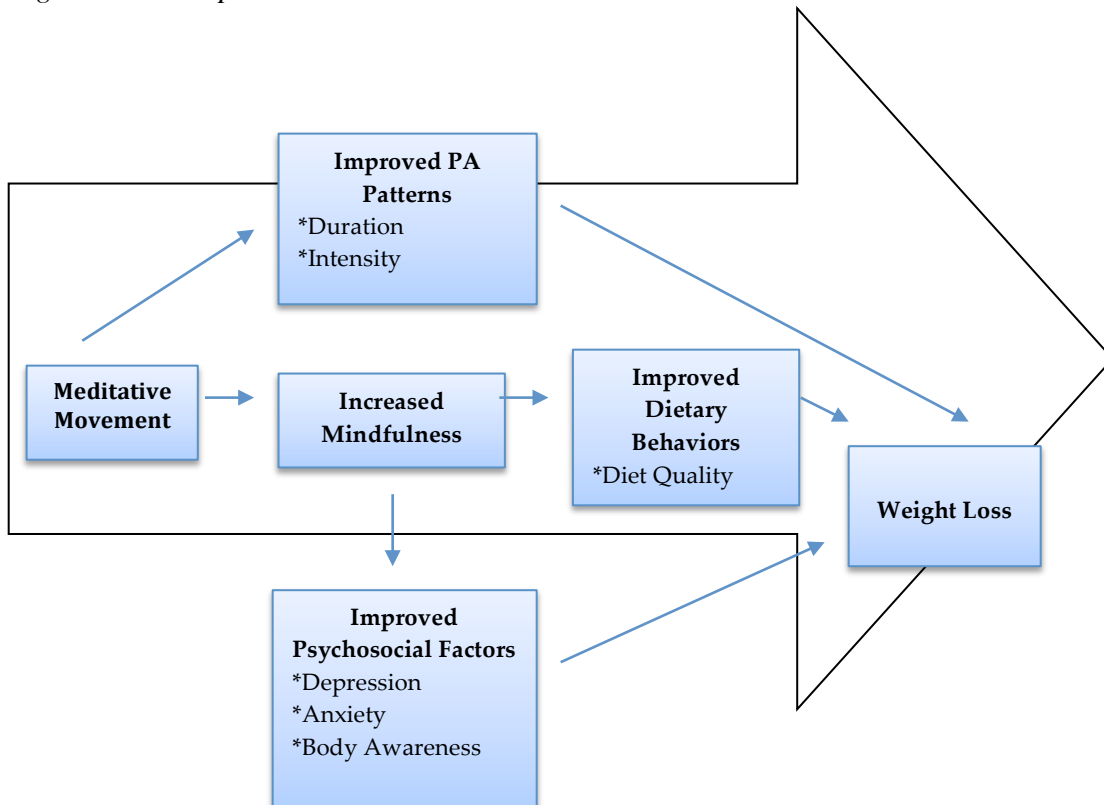 Improved PA
Patterns
*Duration
*Intensity
Meditative
Movement
Increased
Mindfulness
Improved
Dietary
Behaviors
*Diet Quality
Weight Loss
Improved
Psychosocial Factors
*Depression
*Anxiety
*Body Awareness